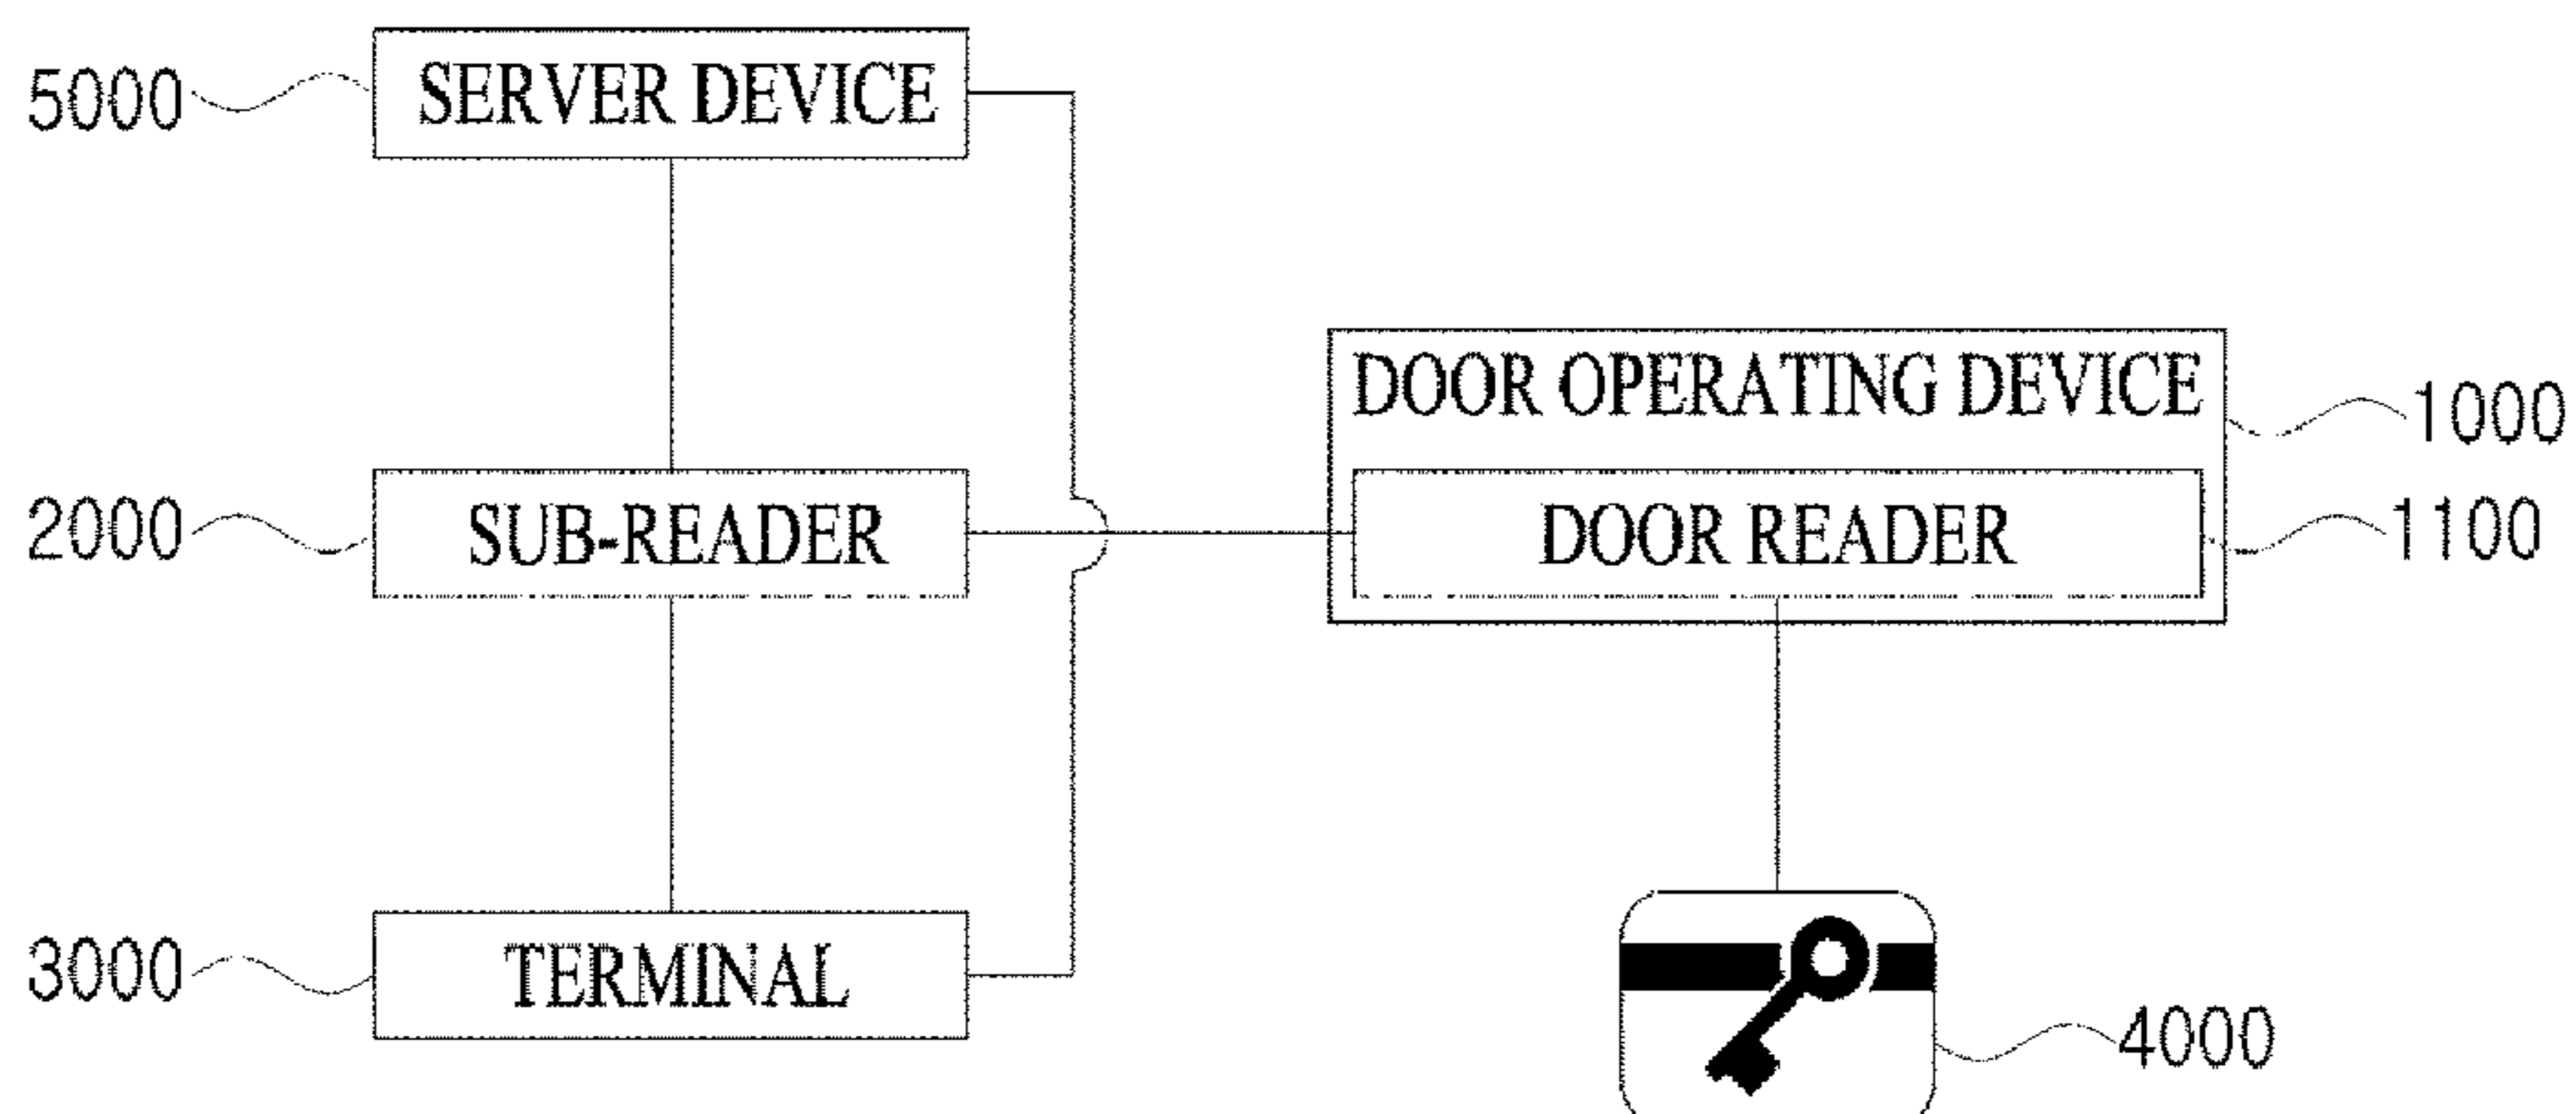 5000
SERVER DEVICE
DOOR OPERATING DEVICE
1000
2000
SUB-READER
DOOR READER
1100
3000
TERMINAL
4000